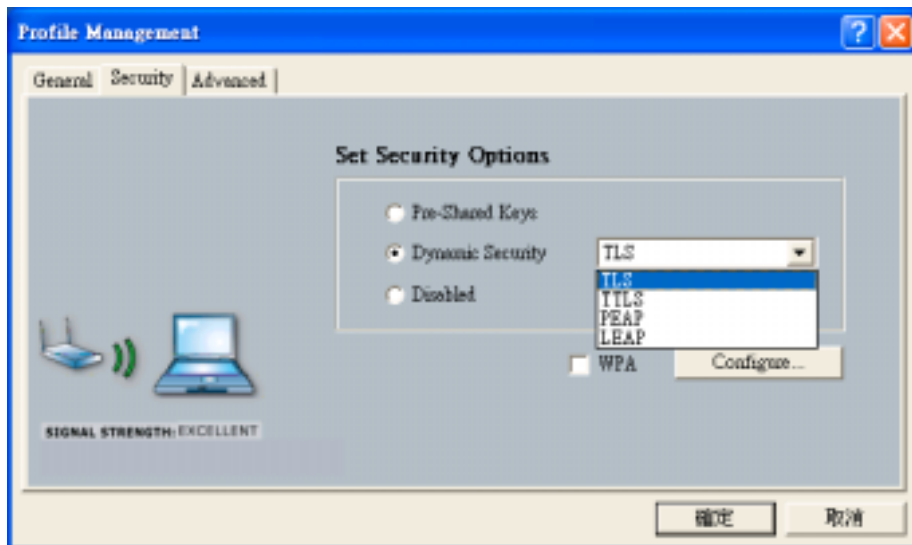 Profile Management
General Security Advanced
Set Security Options
Pre-Shared Keys
Dynamic Security TLS
TLS
TTLS
Disabled
PEAP
LEAP
WPA Configure...
SIGNAL STRENGTH: EXCELLENT
確定 取消